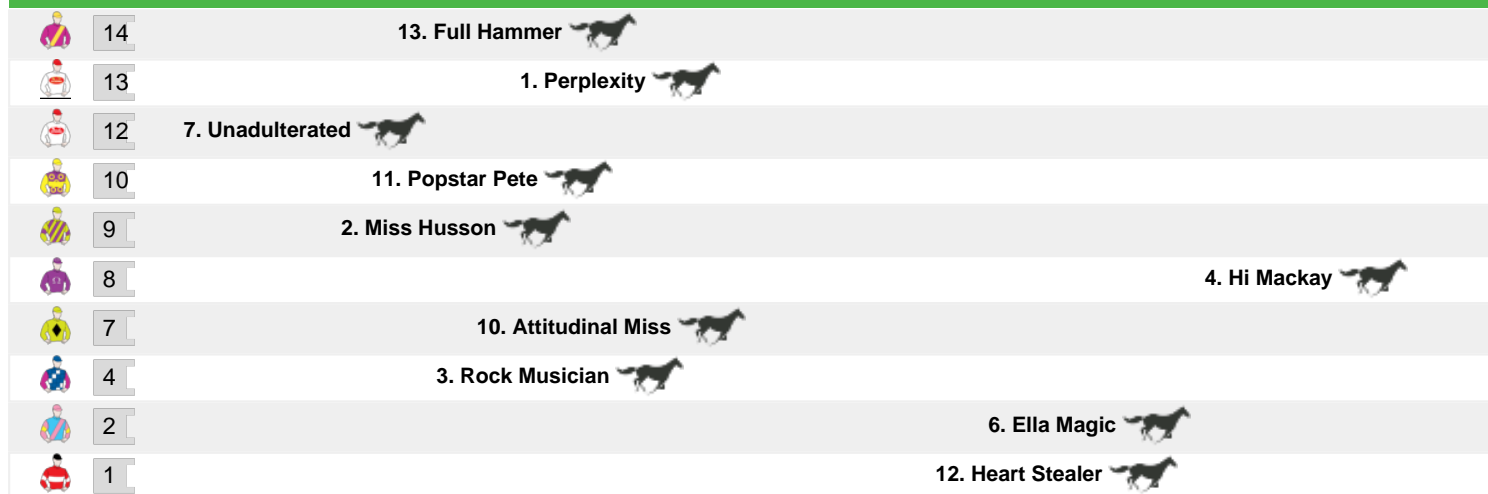 14 13. Full Hammer
13 1. Perplexity
12 7. Unadulterated
10 11. Popstar Pete
9 2. Miss Husson
8 4. Hi Mackay
7 10. Attitudinal Miss
4 3. Rock Musician
2 6. Ella Magic
1 12. Heart Stealer